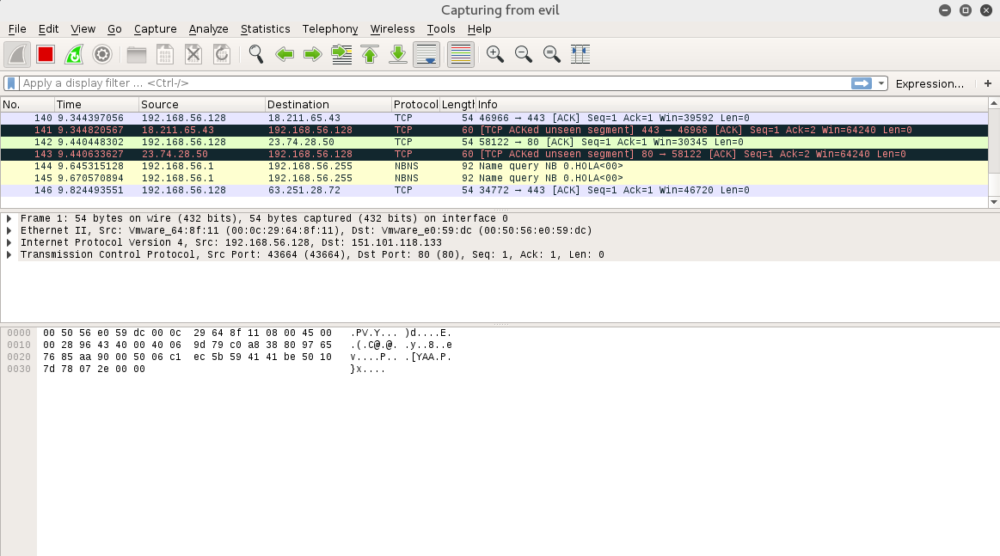 Capturing from evil
File Edit View Go Capture Analyze Statistics Telephony Wireless Tools Help
Apply a display filter ... <Ctrl-/> Expression... +
No. Time Source Destination Protocol Length Info
140 9.344397056 192.168.56.128 18.211.65.43 TCP 54 46966 → 443 [ACK] Seq=1 Ack=1 Win=39592 Len=0
141 9.344820567 18.211.65.43 192.168.56.128 TCP 60 [TCP ACKed unseen segment] 443 → 46966 [ACK] Seq=1 Ack=2 Win=64240 Len=0
142 9.440448302 192.168.56.128 23.74.28.50 TCP 54 58122 → 80 [ACK] Seq=1 Ack=1 Win=30345 Len=0
143 9.440633627 23.74.28.50 192.168.56.128 TCP 60 [TCP ACKed unseen segment] 80 → 58122 [ACK] Seq=1 Ack=2 Win=64240 Len=0
144 9.645315128 192.168.56.1 192.168.56.255 NBNS 92 Name query NB 0.HOLA<00>
145 9.670570894 192.168.56.1 192.168.56.255 NBNS 92 Name query NB 0.HOLA<00>
146 9.824493551 192.168.56.128 63.251.28.72 TCP 54 34772 → 443 [ACK] Seq=1 Ack=1 Win=46720 Len=0
Frame 1: 54 bytes on wire (432 bits), 54 bytes captured (432 bits) on interface 0
Ethernet II, Src: Vmware_64:8f:11 (00:0c:29:64:8f:11), Dst: Vmware_e0:59:dc (00:50:56:e0:59:dc)
Internet Protocol Version 4, Src: 192.168.56.128, Dst: 151.101.118.133
Transmission Control Protocol, Src Port: 43664 (43664), Dst Port: 80 (80), Seq: 1, Ack: 1, Len: 0
0000 00 50 56 e0 59 dc 00 0c 29 64 8f 11 08 00 45 00 .PV.Y... )d....E.
0010 00 28 96 43 40 00 40 06 9d 79 c0 a8 38 80 97 65 .(.C@.@. .y..8..e
0020 76 85 aa 90 00 50 06 c1 ec 5b 59 41 41 be 50 10 v....P.. .[YAA.P.
0030 7d 78 07 2e 00 00 }x....